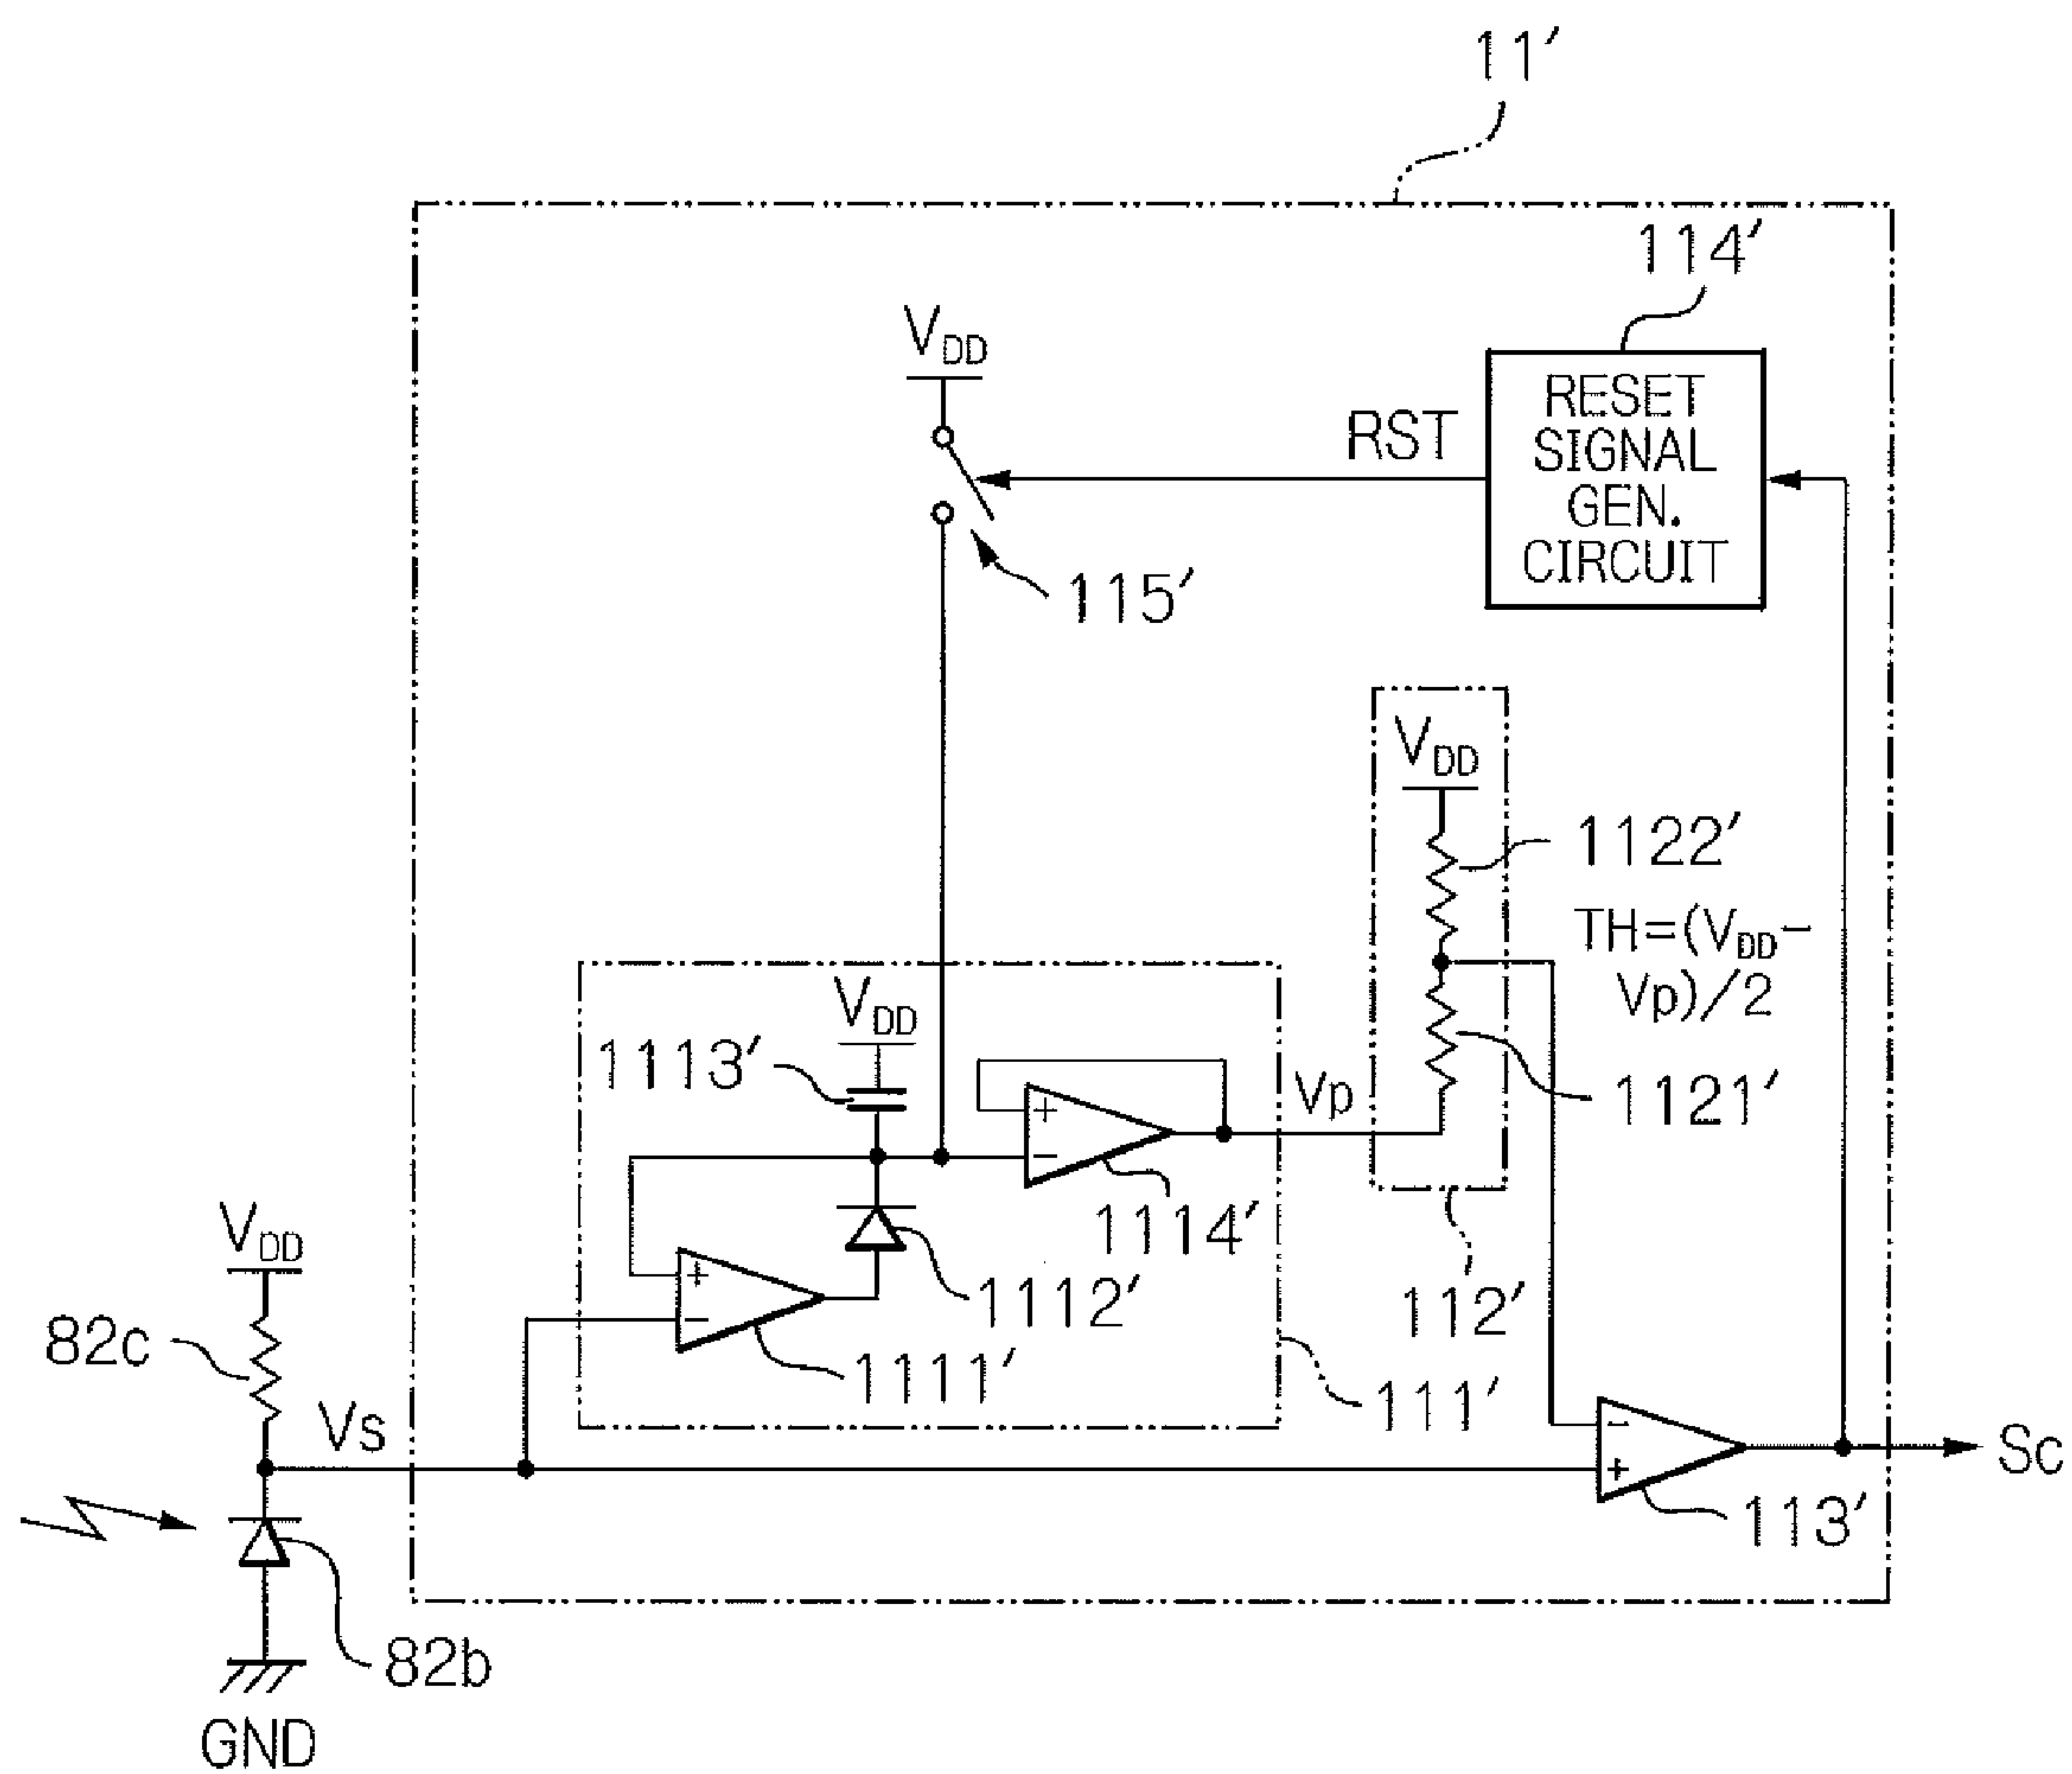 11′
114′
VDD
RESET
SIGNAL
GEN.
CIRCUIT
RST
115′
VDD
1122′
TH=(VDD−
Vp)/2
VDD
1113′
1121′
Vp
+
−
1114′
VDD
1112′
112′
+
−
82c
1111′
111′
Vs
−
+
Sc
113′
82b
GND